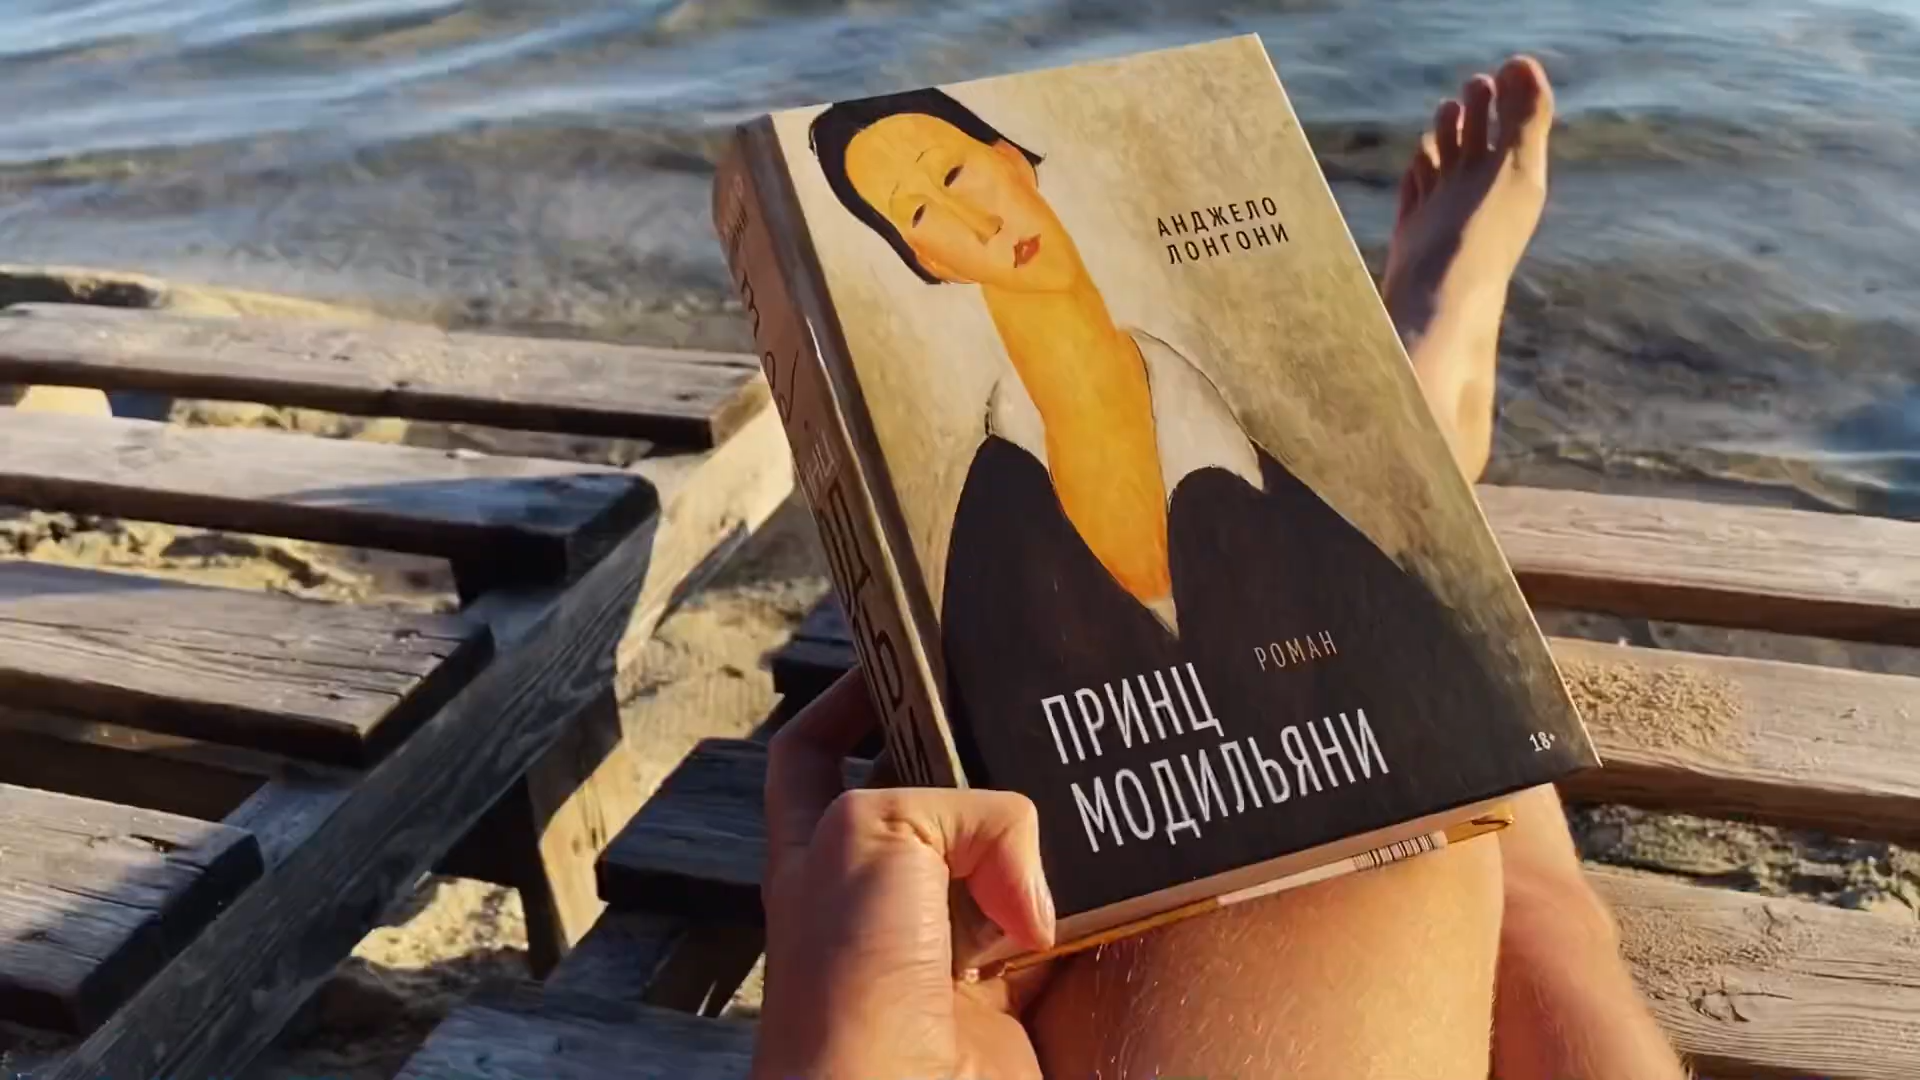 АНДЖЕЛО
ЛОНГОНИ
РОМАН
ПРИНЦ
МОДИЛЬЯНИ
18+